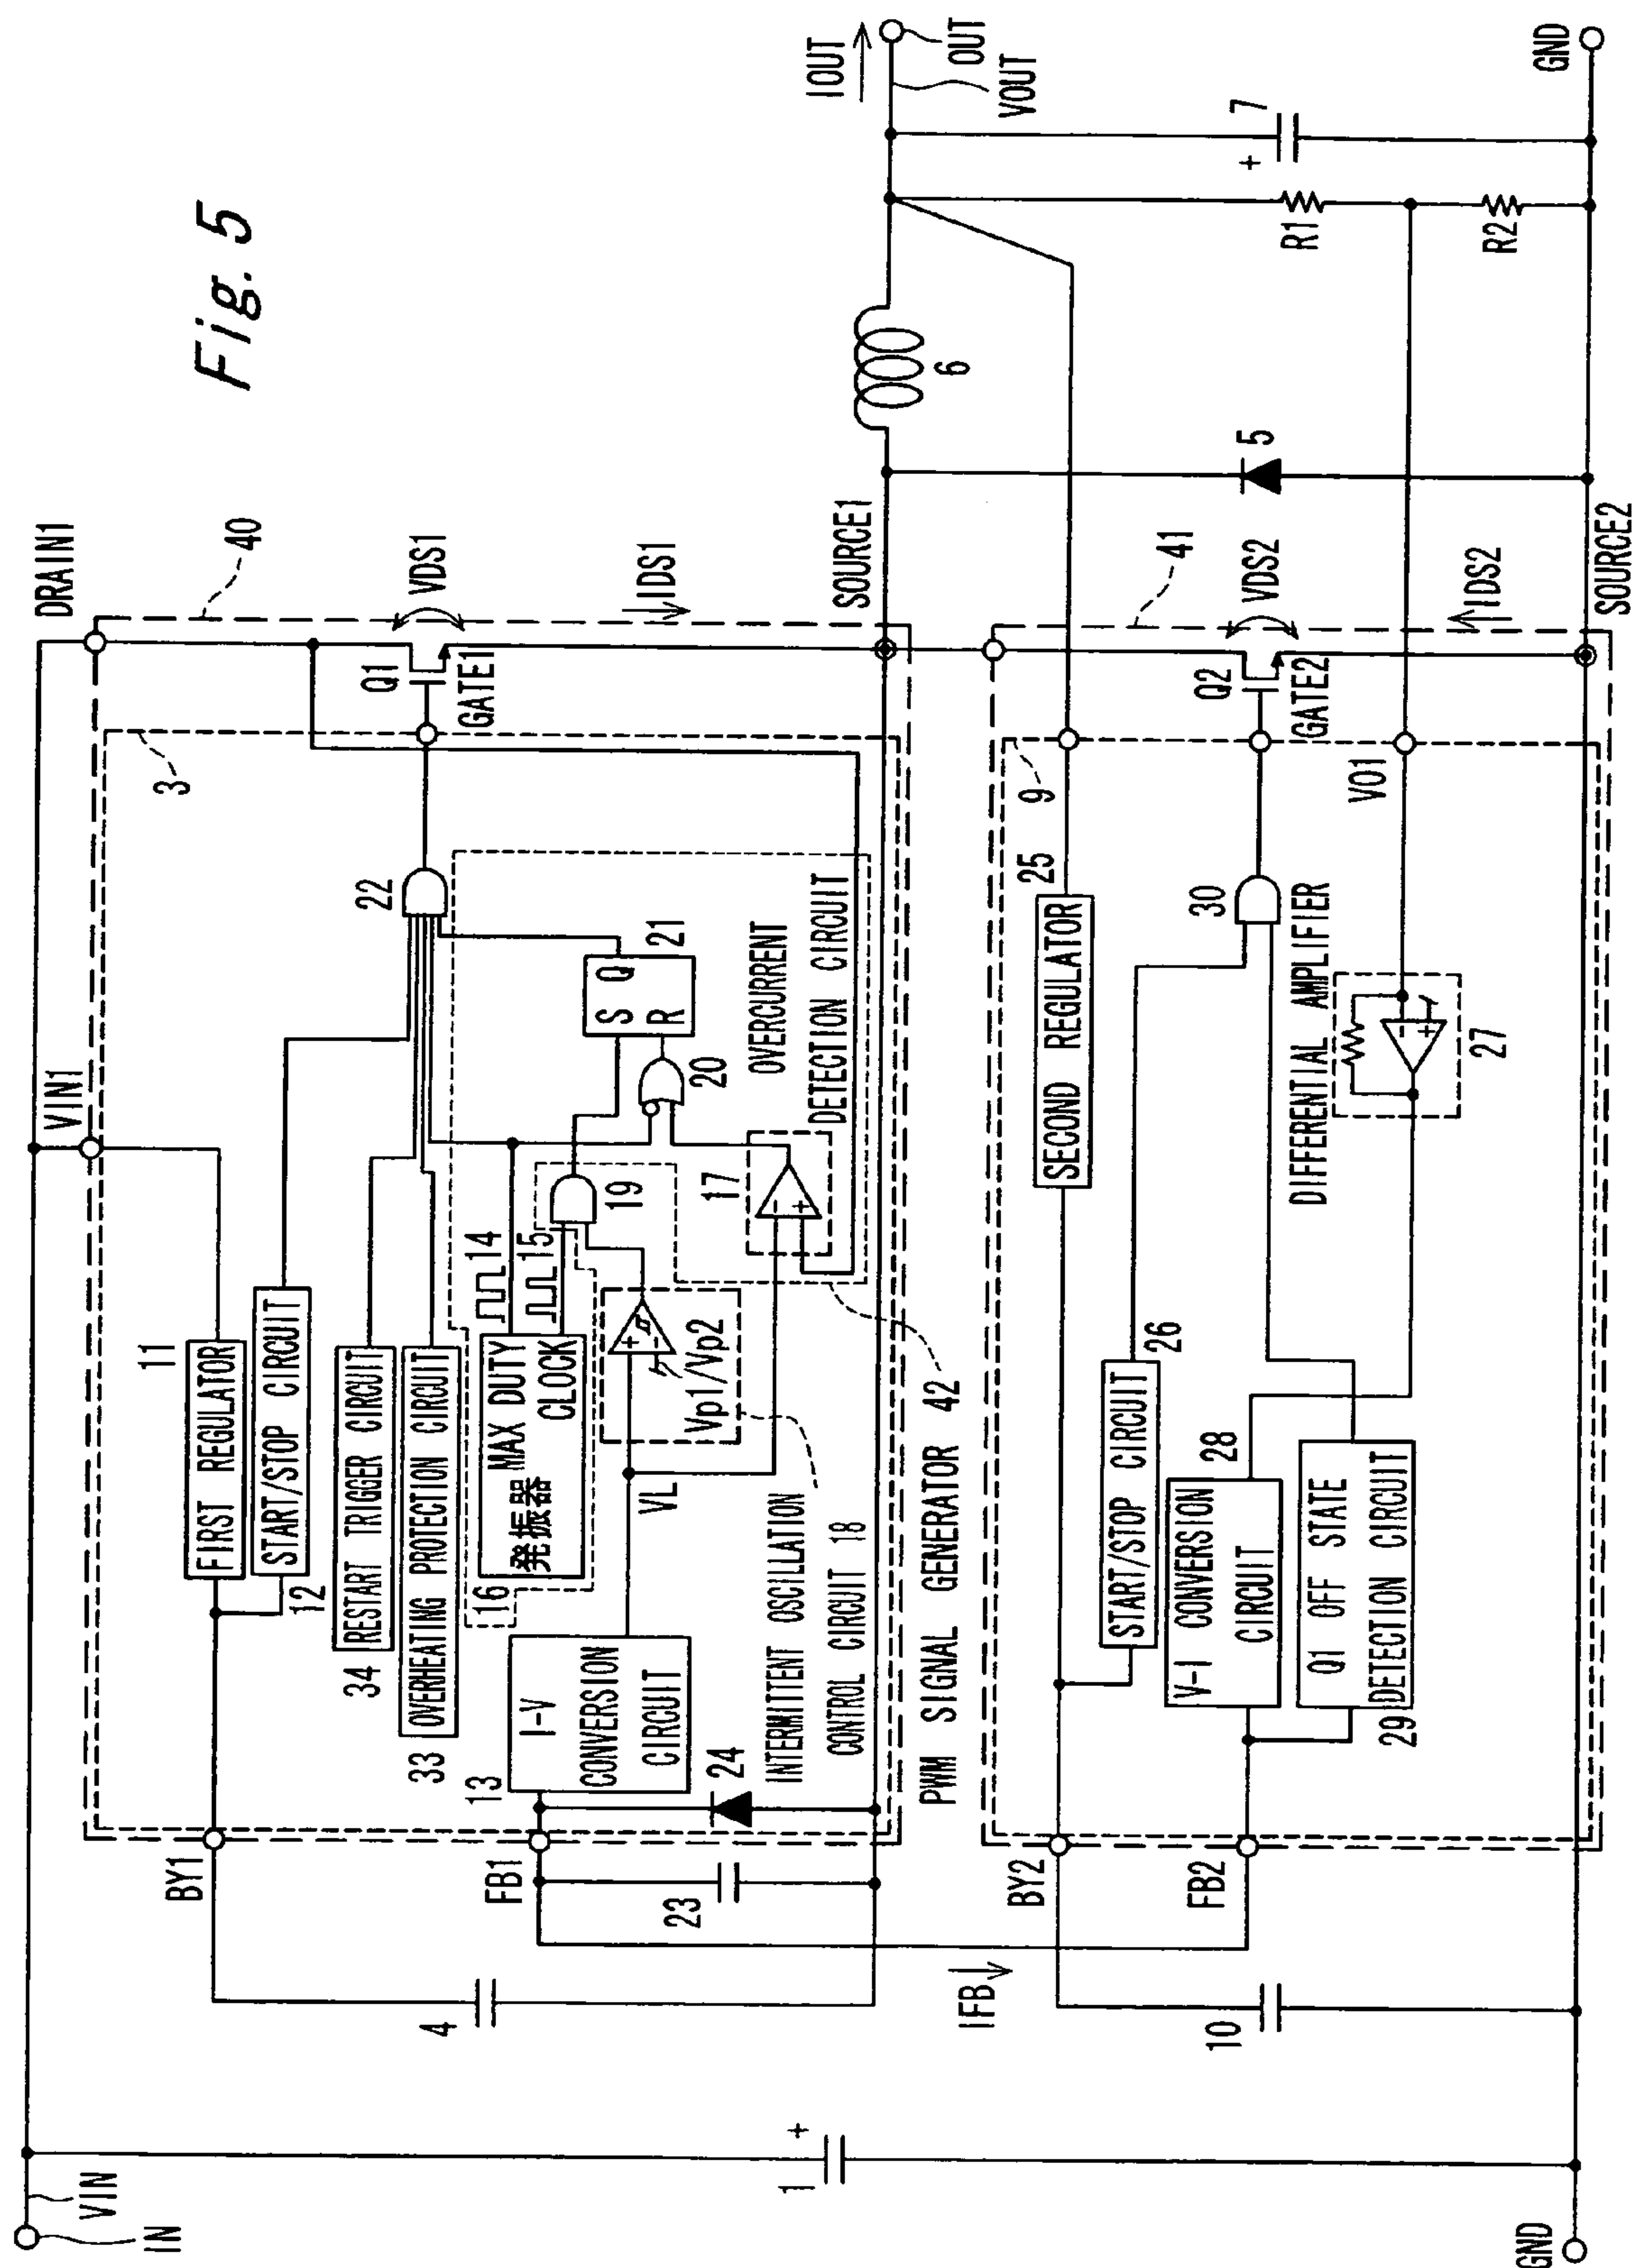 Fig. 5
IN
VIN
VIN1
DRAIN1
40
3
11
FIRST REGULATOR
START/STOP CIRCUIT
12
34
RESTART TRIGGER CIRCUIT
33
OVERHEATING PROTECTION CIRCUIT
22
Q1
GATE1
VDS1
IDS1
16
発振器
MAX DUTY
CLOCK
14
15
19
20
S Q
R
21
17
OVERCURRENT
DETECTION CIRCUIT
Vp1/Vp2
+
-
-
+
VL
13
I-V
CONVERSION
CIRCUIT
24
INTERMITTENT OSCILLATION
CONTROL CIRCUIT 18
PWM SIGNAL GENERATOR 42
BY1
FB1
23
4
1
+
SOURCE1
6
IOUT
OUT
VOUT
7
+
R1
R2
5
GND
41
9
25
SECOND REGULATOR
26
START/STOP CIRCUIT
28
V-I CONVERSION
CIRCUIT
29
Q1 OFF STATE
DETECTION CIRCUIT
30
Q2
GATE2
VDS2
IDS2
VO1
DIFFERENTIAL AMPLIFIER
-
+
27
BY2
FB2
IFB
10
GND
SOURCE2